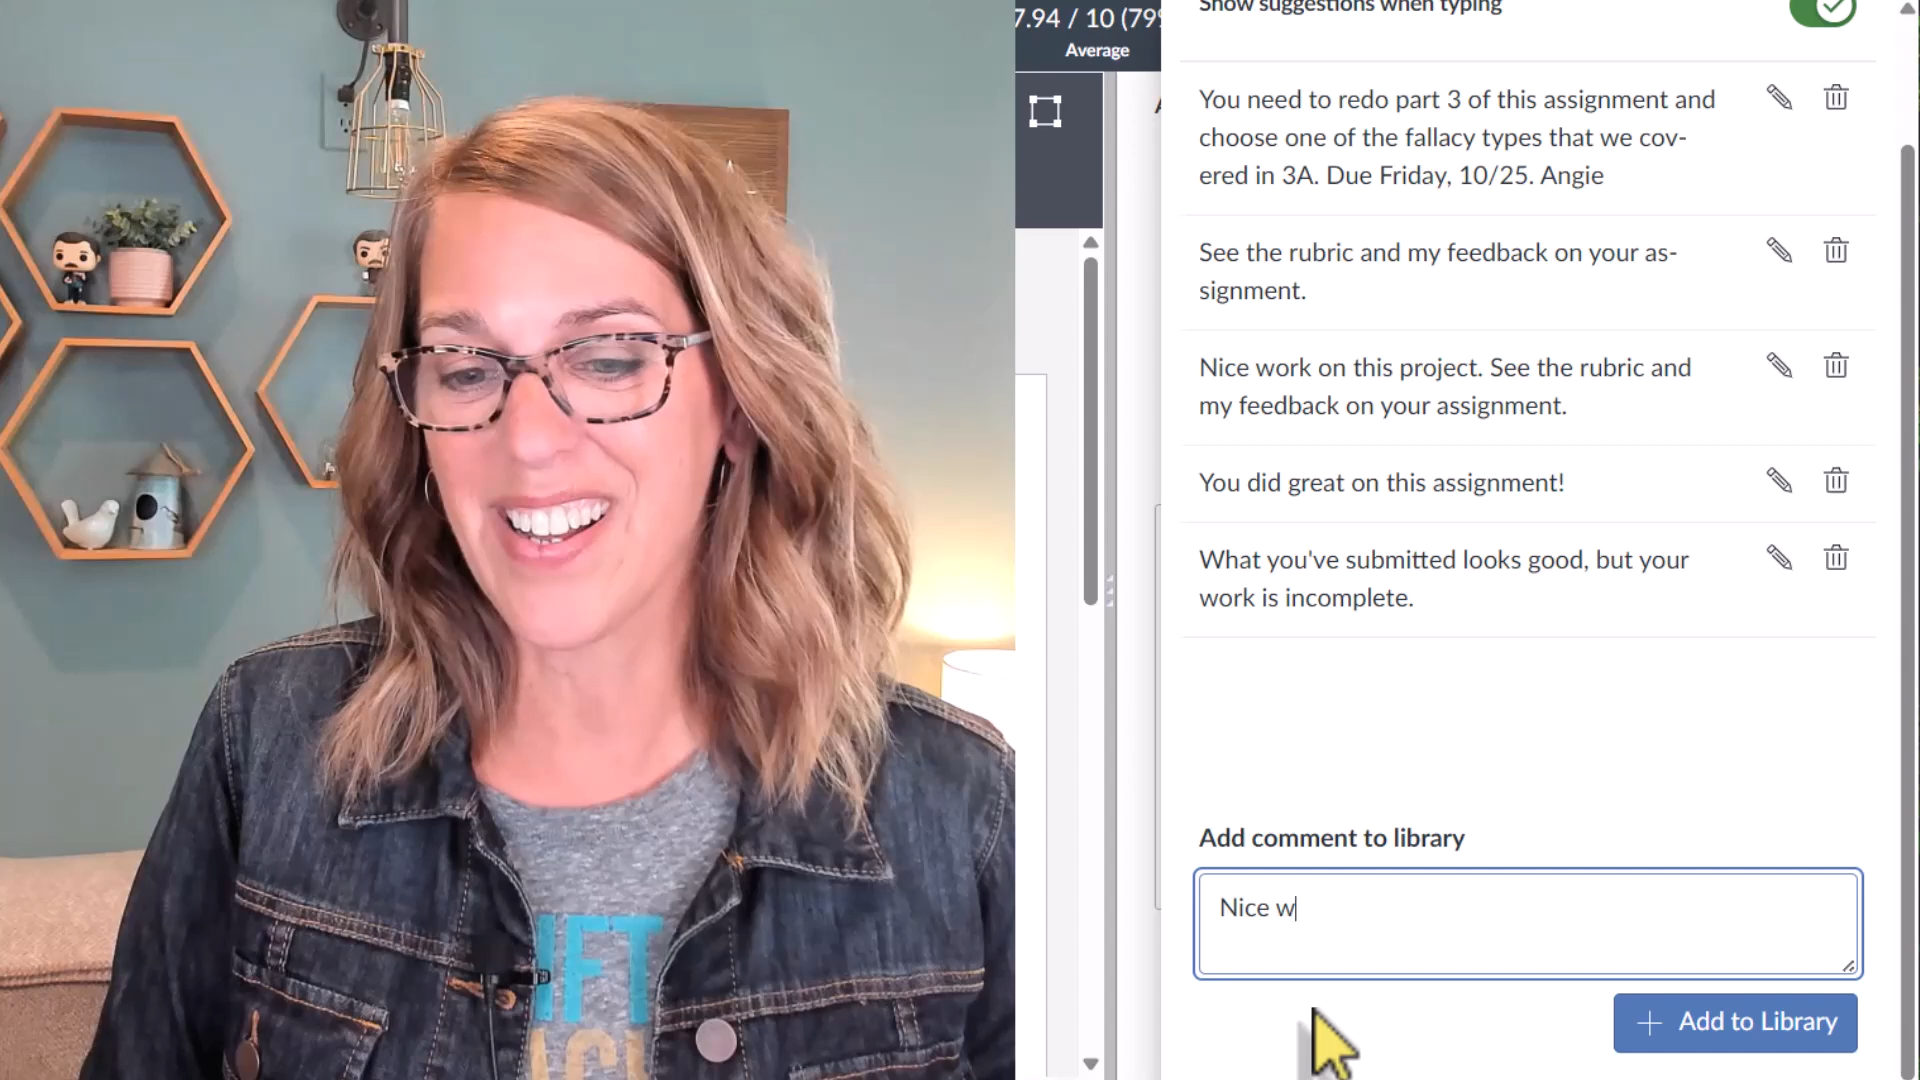 7.94 / 10 (79%
Average
Show suggestions when typing
You need to redo part 3 of this assignment and
choose one of the fallacy types that we cov-
ered in 3A. Due Friday, 10/25. Angie
See the rubric and my feedback on your as-
signment.
Nice work on this project. See the rubric and
my feedback on your assignment.
You did great on this assignment!
What you've submitted looks good, but your
work is incomplete.
Add comment to library
Nice w
+ Add to Library